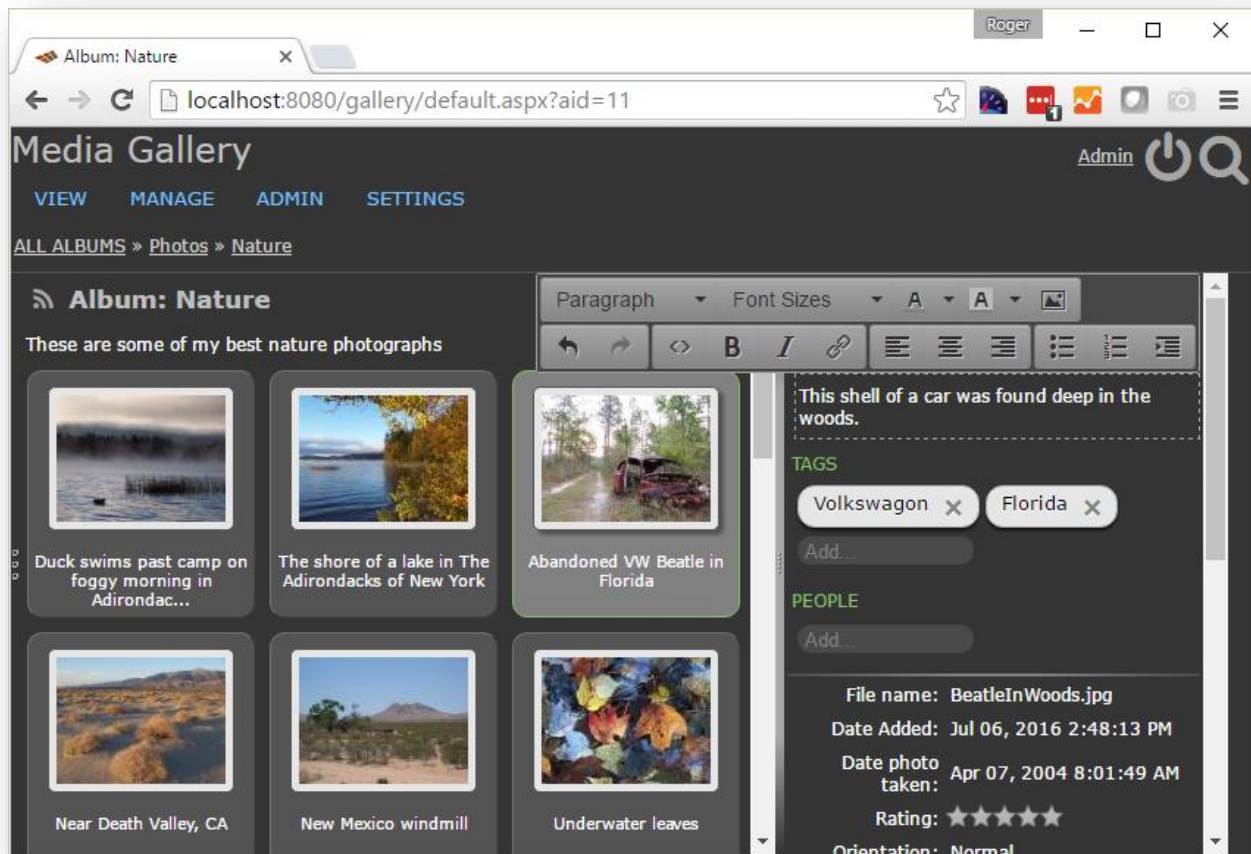 Roger
Album: Nature
localhost:8080/gallery/default.aspx?aid=11
1
Media Gallery
Admin
VIEW MANAGE ADMIN SETTINGS
ALL ALBUMS » Photos » Nature
Album: Nature
These are some of my best nature photographs
Paragraph Font Sizes A A
<> B I
Duck swims past camp on
foggy morning in
Adirondac...
The shore of a lake in The
Adirondacks of New York
Abandoned VW Beatle in
Florida
Near Death Valley, CA
New Mexico windmill
Underwater leaves
This shell of a car was found deep in the
woods.
TAGS
Volkswagon × Florida ×
Add...
PEOPLE
Add...
File name: BeatleInWoods.jpg
Date Added: Jul 06, 2016 2:48:13 PM
Date photo
taken: Apr 07, 2004 8:01:49 AM
Rating:
Orientation: Normal